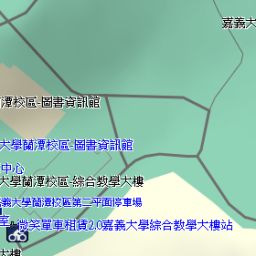 嘉義大
潭校區-圖書資訊館
大學蘭潭校區-圖書資訊館
中心
大學蘭潭校區-綜合教學大樓
義大學蘭潭校區第二平面停車場
室
微笑單車租賃2.0嘉義大學綜合教學大樓站
大樓